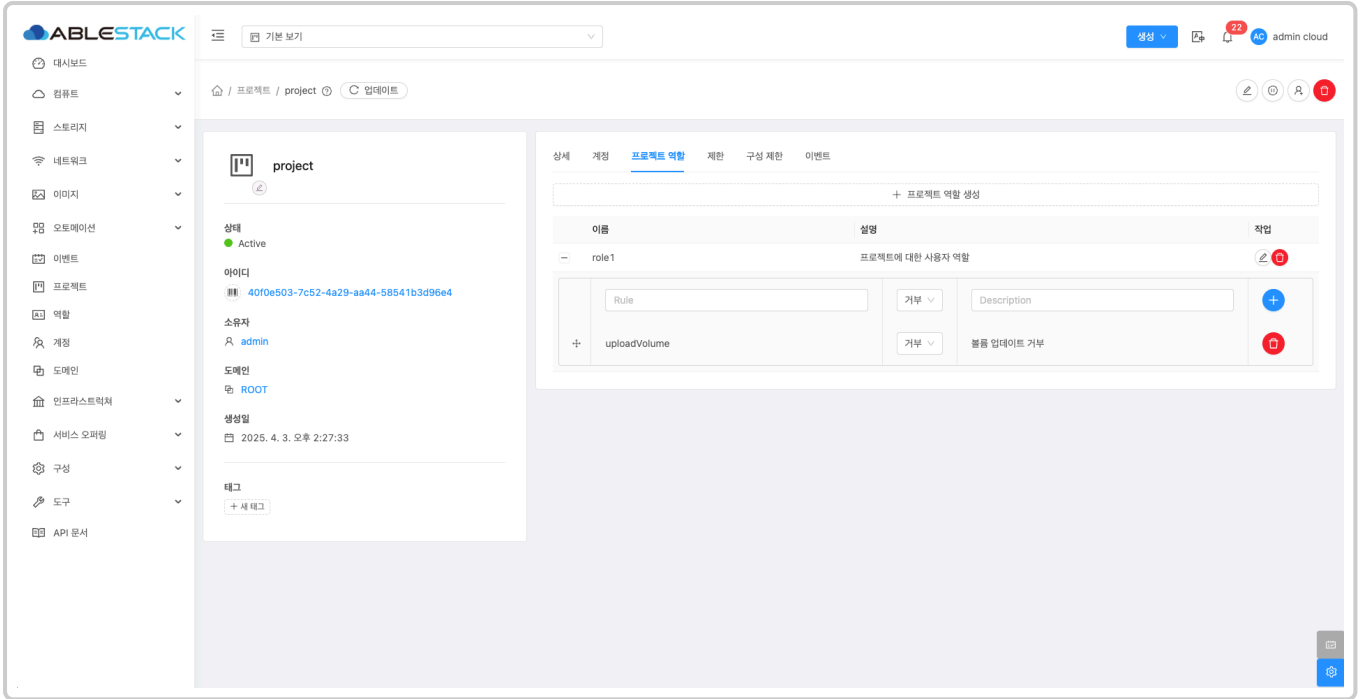 ABLESTACK
기본 보기
생성
22
AC
admin cloud
대시보드
컴퓨트
스토리지
네트워크
이미지
오토메이션
이벤트
프로젝트
역할
계정
도메인
인프라스트럭쳐
서비스 오퍼링
구성
도구
API 문서
/ 프로젝트 / project
업데이트
project
상태
Active
아이디
40f0e503-7c52-4a29-aa44-58541b3d96e4
소유자
admin
도메인
ROOT
생성일
2025. 4. 3. 오후 2:27:33
태그
+ 새 태그
상세 계정 프로젝트 역할 제한 구성 제한 이벤트
+ 프로젝트 역할 생성
이름 설명 작업
role1 프로젝트에 대한 사용자 역할
Rule 거부 Description
uploadVolume 거부 볼륨 업데이트 거부